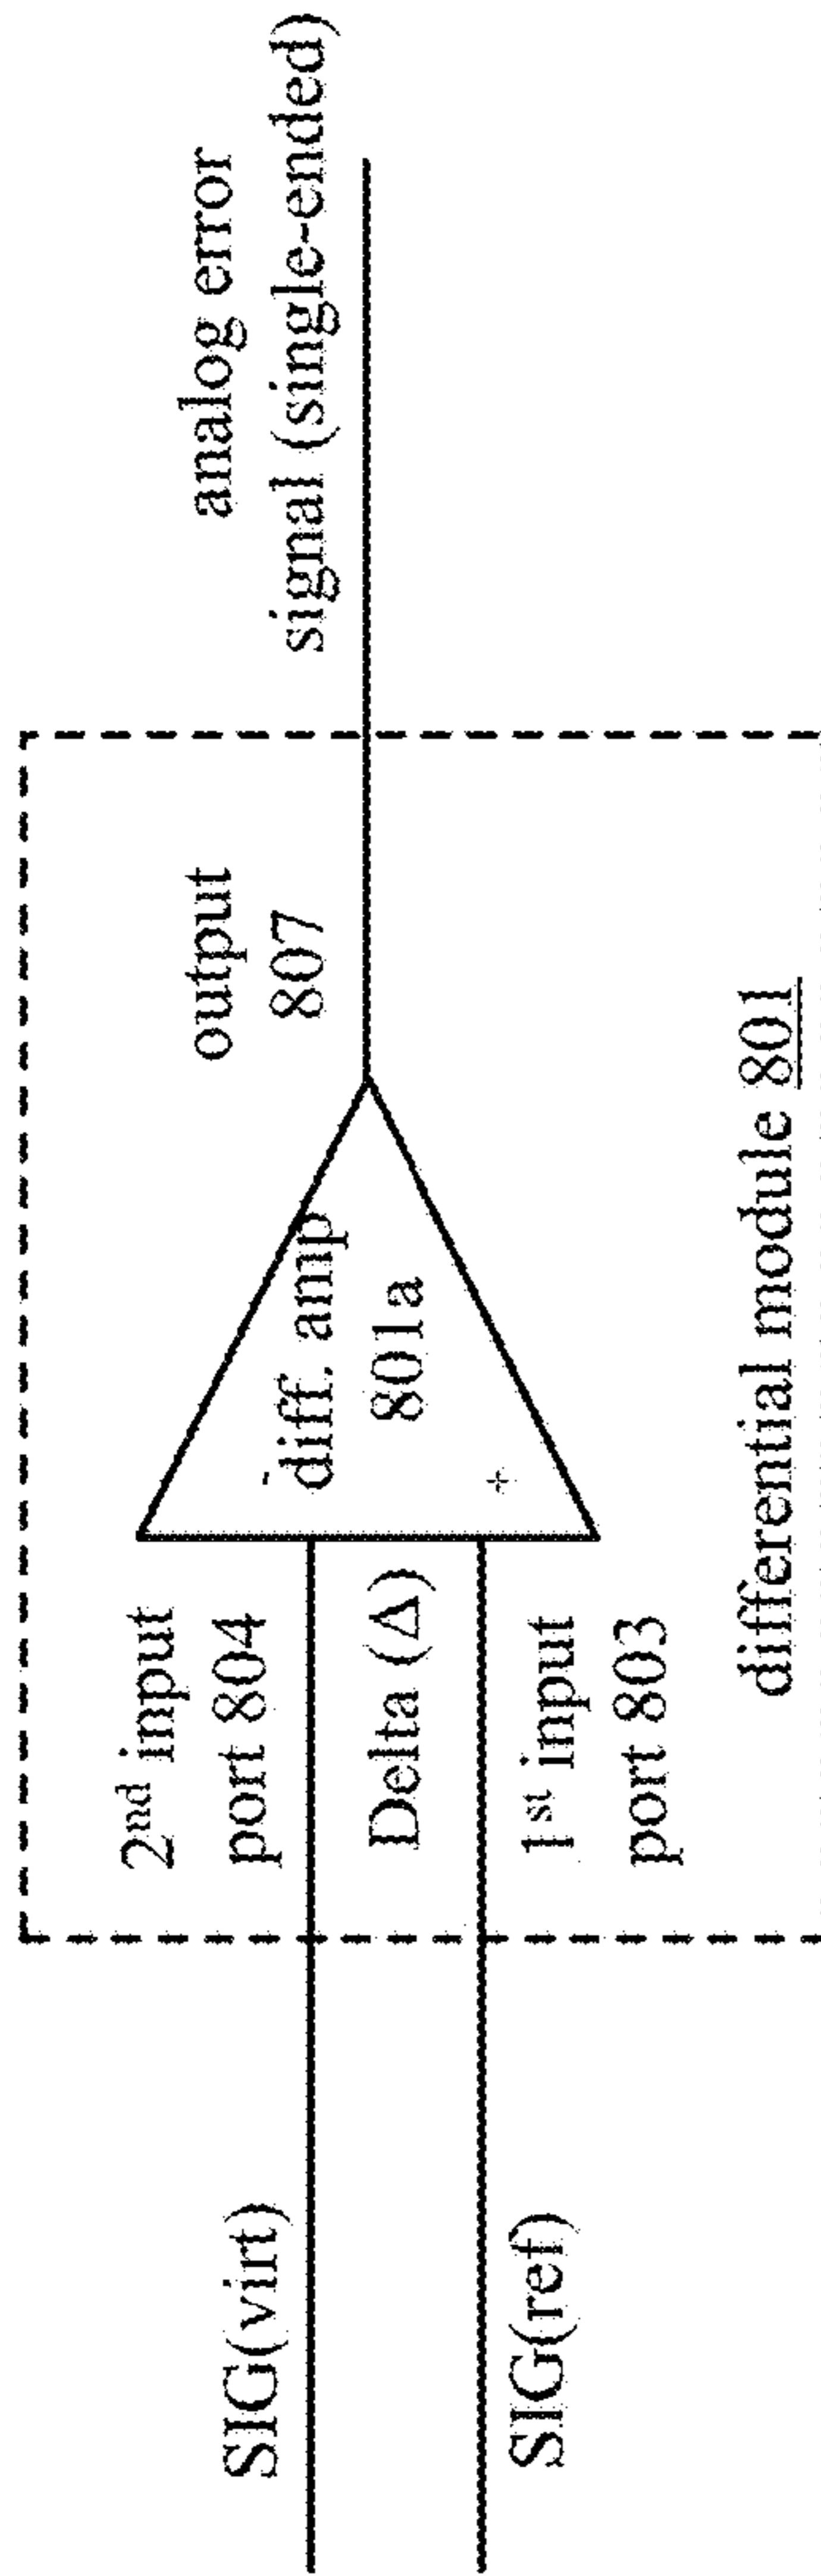 analog error
signal (single-ended)
output
807
-
diff. amp
801a
+
2nd input
port 804
Delta (Δ)
1st input
port 803
differential module 801
SIG(virt)
SIG(ref)